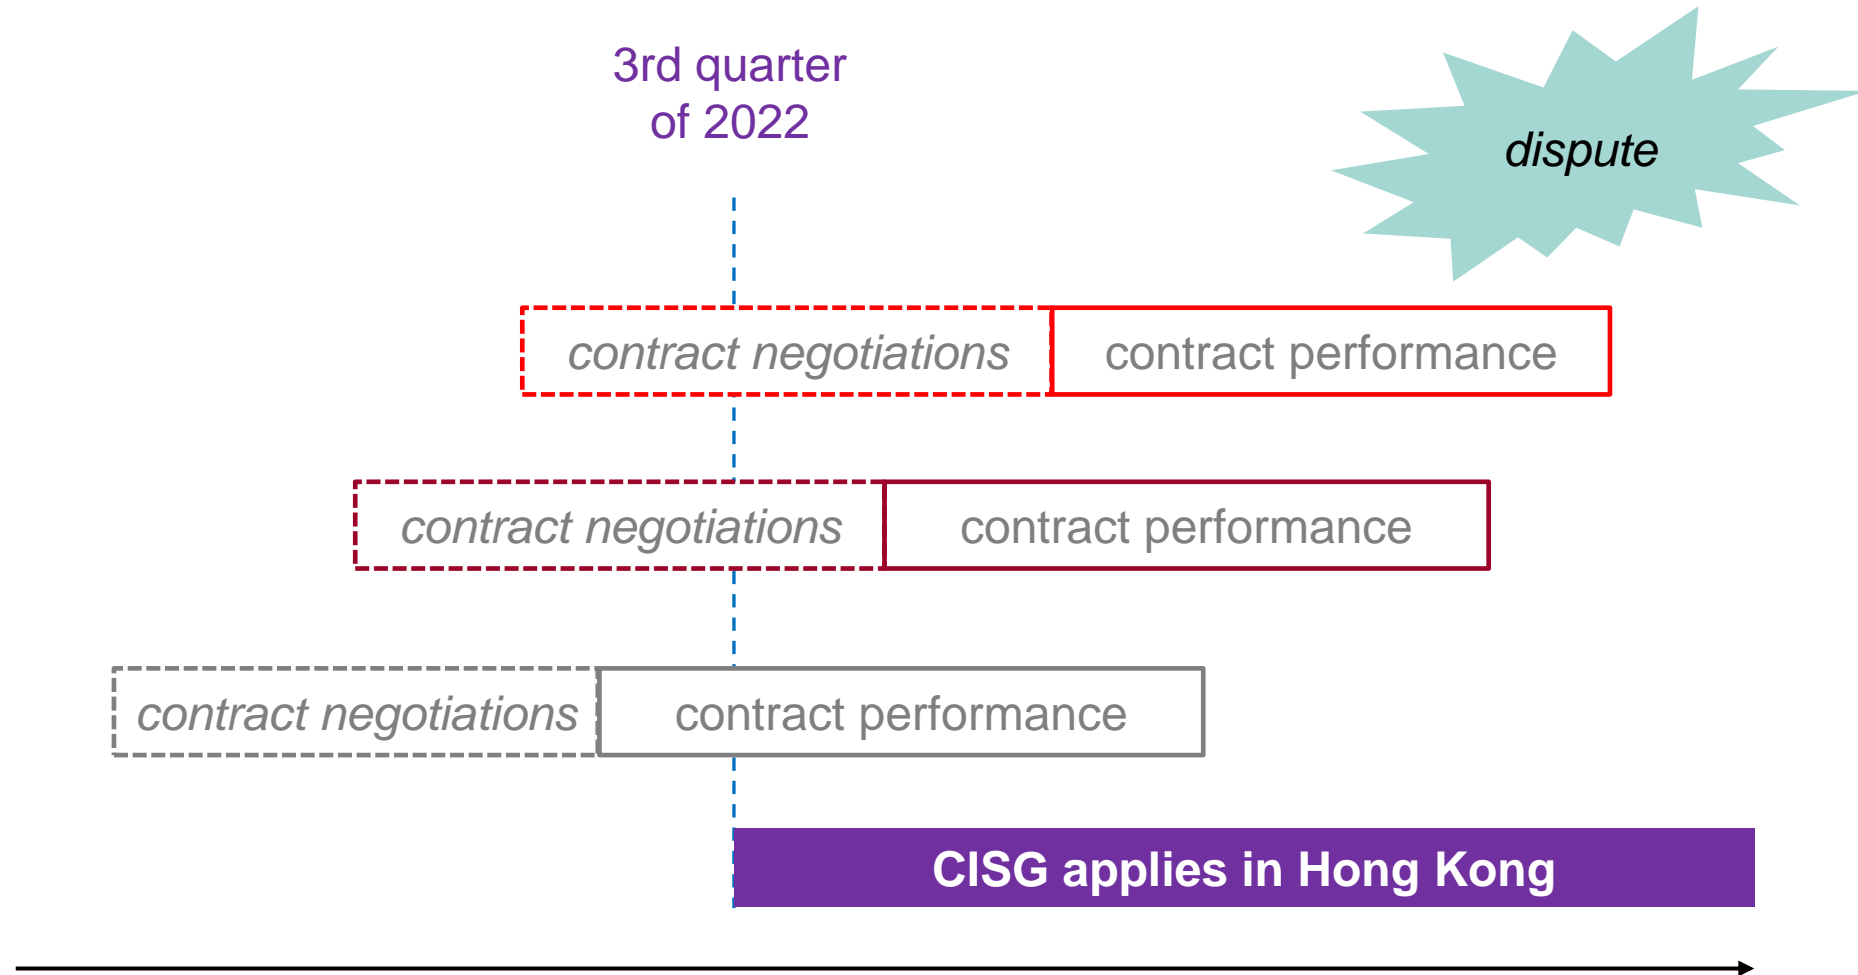 3rd quarter
of 2022
dispute
contract negotiations contract performance
contract negotiations contract performance
contract negotiations contract performance
CISG applies in Hong Kong